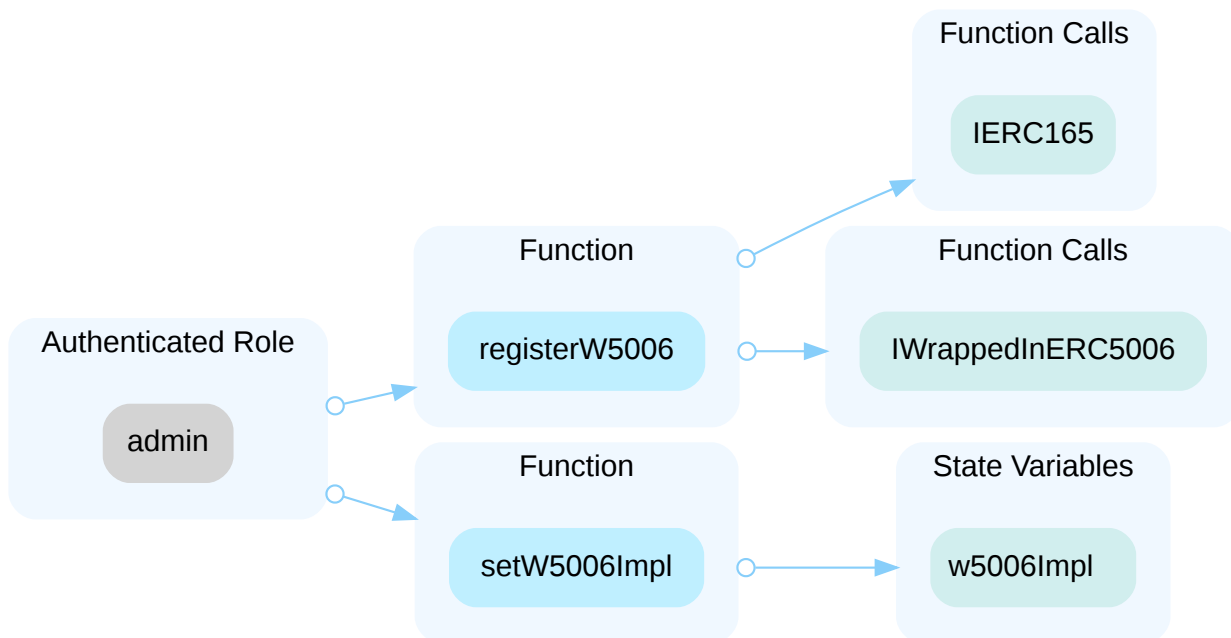 Function Calls
IERC165
Function
Function Calls
registerW5006
IWrappedInERC5006
Authenticated Role
admin
Function
State Variables
setW5006Impl
w5006Impl